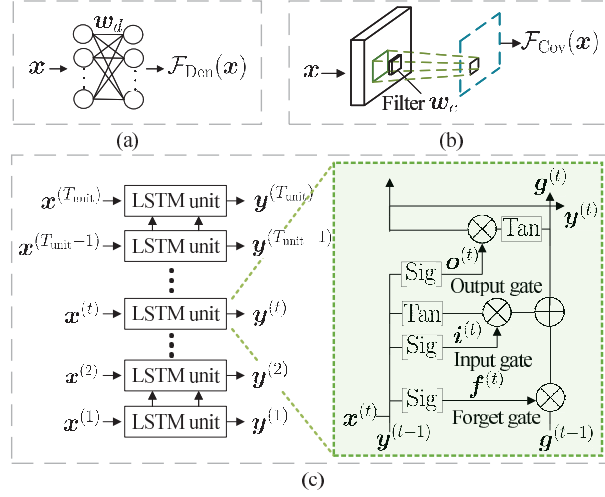 w_d
x
F_Den(x)
(a)
x
F_Cov(x)
Filter w_c
(b)
x^(T_unit) LSTM unit y^(T_unit)
x^(T_unit−1) LSTM unit y^(T_unit−1)
x^(t) LSTM unit y^(t)
x^(2) LSTM unit y^(2)
x^(1) LSTM unit y^(1)
g^(t)
y^(t)
Tan
Sig o^(t)
Output gate
Tan
Sig i^(t)
Input gate
f^(t)
Sig
Forget gate
x^(t)
y^(t−1) g^(t−1)
(c)